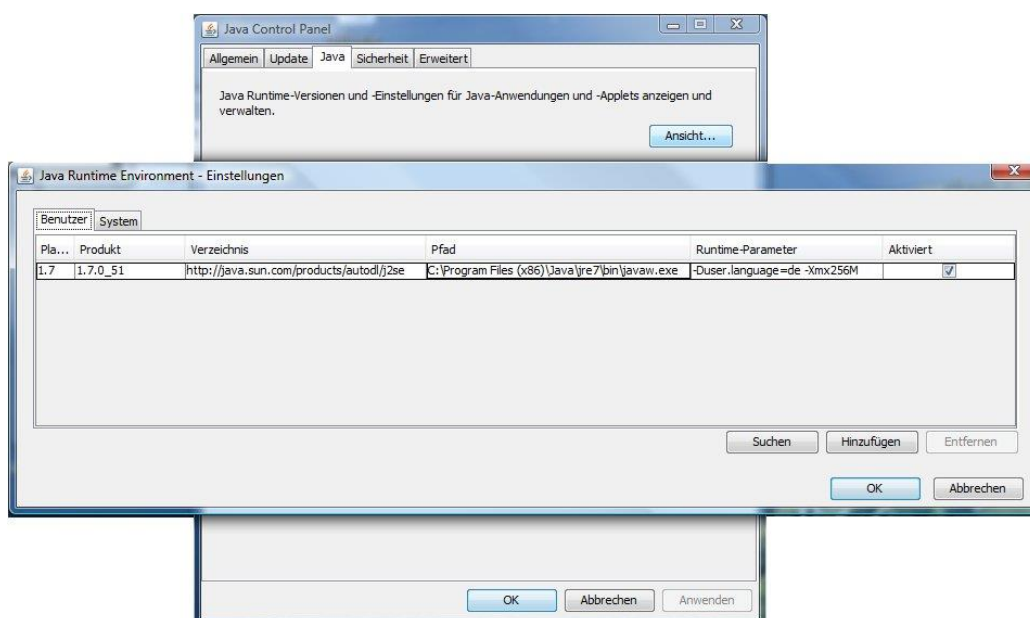 Java Control Panel
Allgemein Update Java Sicherheit Erweitert
Java Runtime-Versionen und -Einstellungen für Java-Anwendungen und -Applets anzeigen und
verwalten.
Ansicht...
Java Runtime Environment - Einstellungen
Benutzer System
Pla... Produkt Verzeichnis Pfad Runtime-Parameter Aktiviert
1.7 1.7.0_51 http://java.sun.com/products/autodl/j2se C:\Program Files (x86)\Java\jre7\bin\javaw.exe -Duser.language=de -Xmx256M
Suchen Hinzufügen Entfernen
OK Abbrechen
OK Abbrechen Anwenden